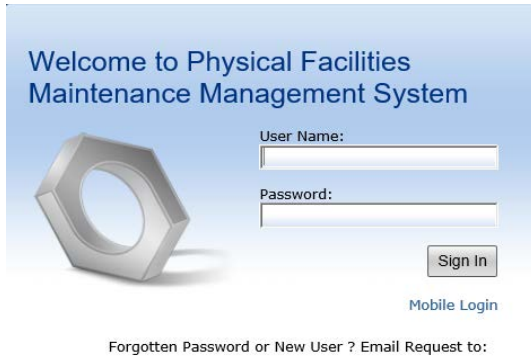 Welcome to Physical Facilities
Maintenance Management System
User Name:
Password:
Sign In
Mobile Login
Forgotten Password or New User ? Email Request to: